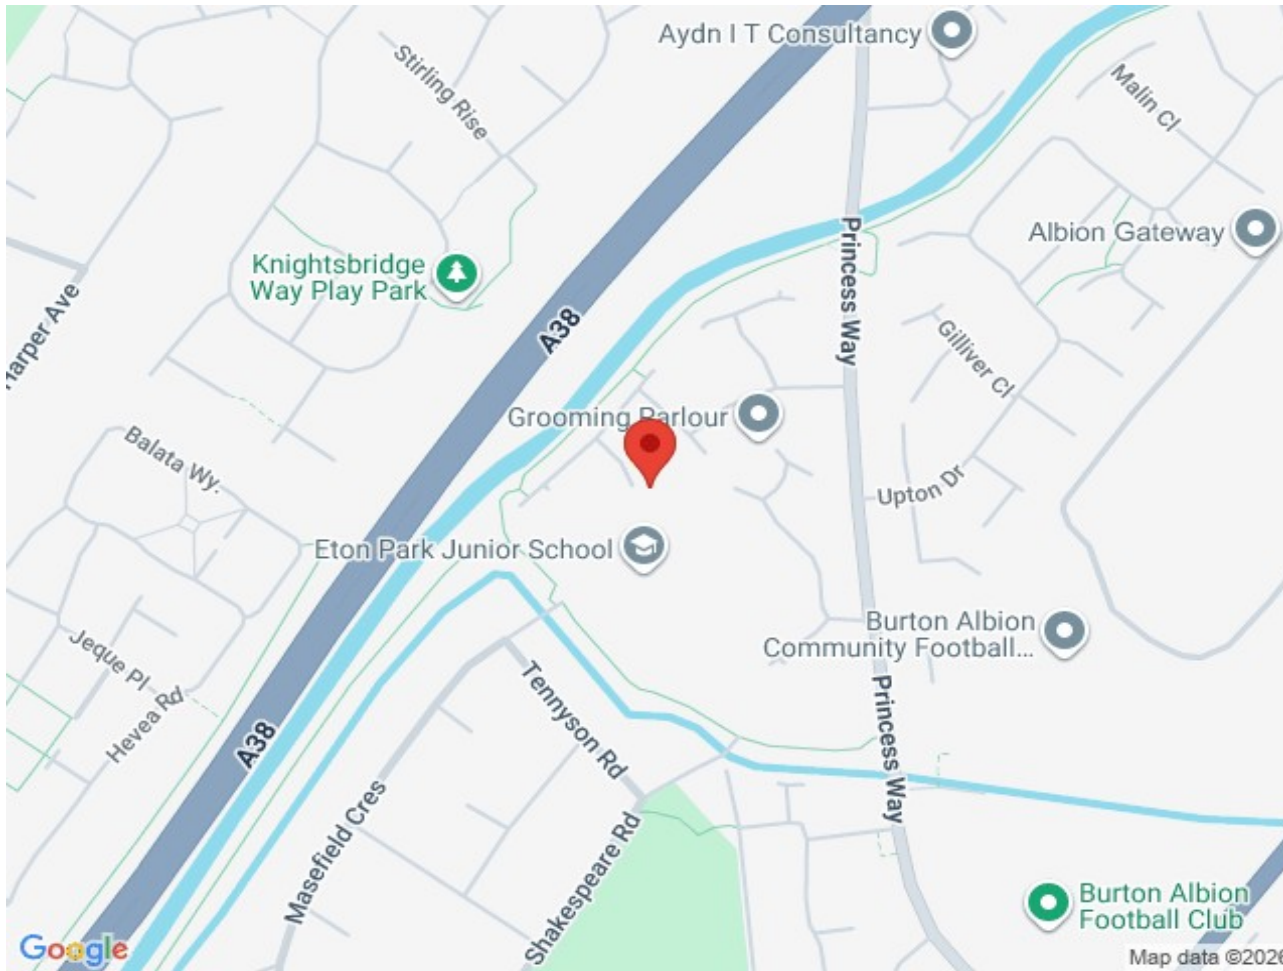 Aydn I T Consultancy
Stirling Rise
Malin Cl
Princess Way
Albion Gateway
Knightsbridge
Way Play Park
Harper Ave
A38
Gilliver Cl
Grooming Parlour
Balata Wy.
Upton Dr
Eton Park Junior School
Burton Albion
Community Football...
Jeque Pl
Hevea Rd
Tennyson Rd
Princess Way
A38
Masefield Cres
Shakespeare Rd
Burton Albion
Football Club
Google
Map data ©2026